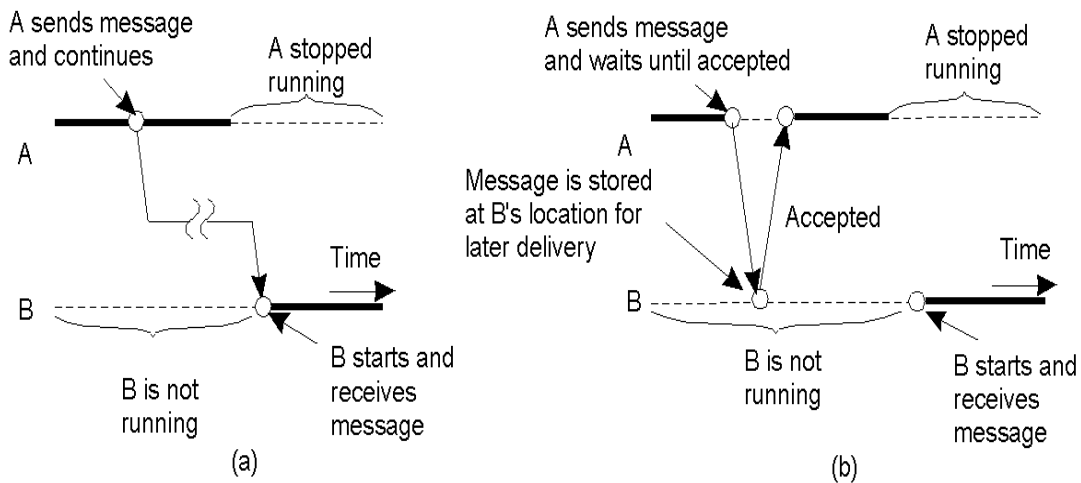 A sends message
and continues
A stopped
running
A
Time
B
B is not
running
B starts and
receives
message
(a)
A sends message
and waits until accepted
A stopped
running
A
Message is stored
at B's location for
later delivery
Accepted
Time
B
B is not
running
B starts and
receives
message
(b)